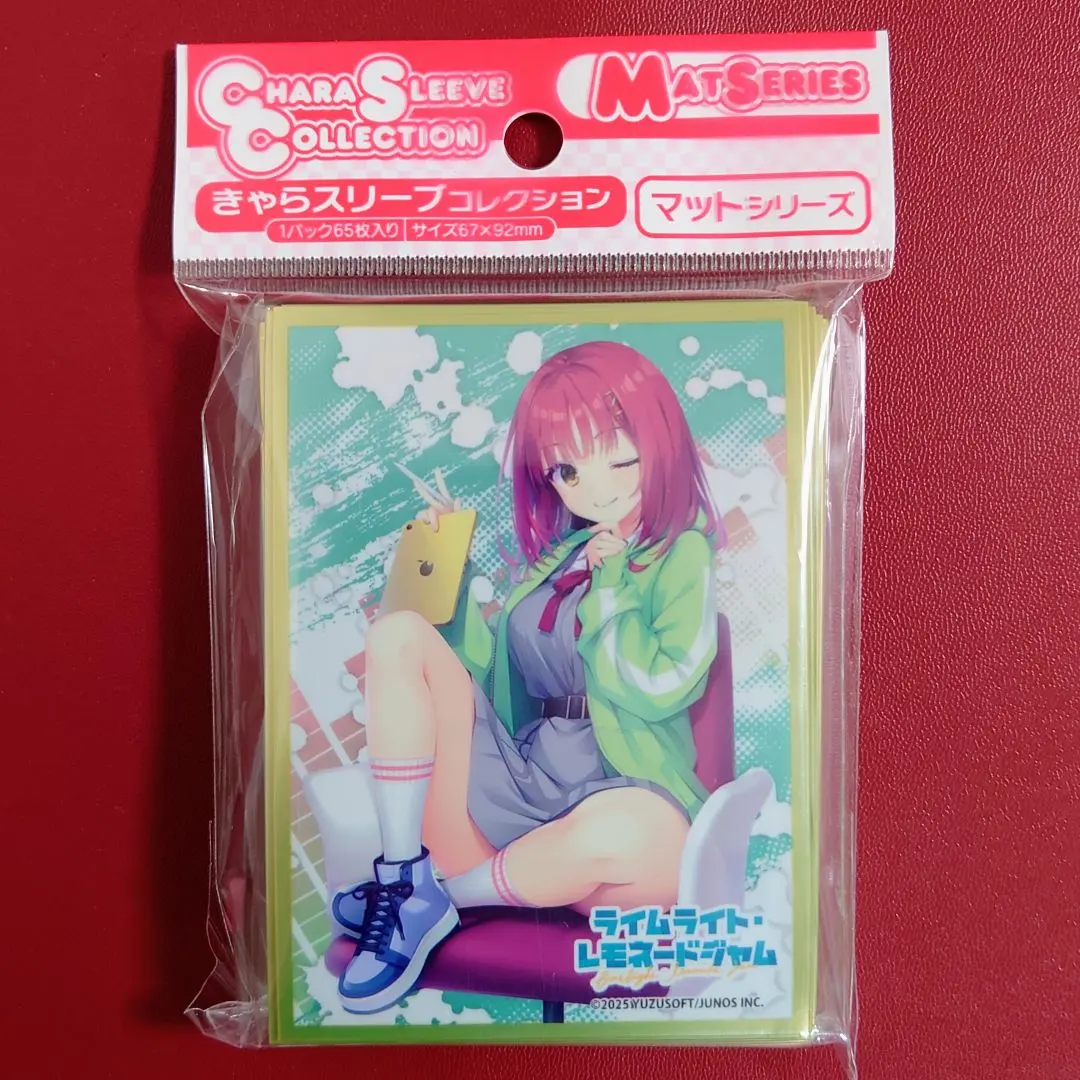 CHARA SLEEVE
COLLECTION
MAT SERIES
きゃらスリーブコレクション
マットシリーズ
1パック65枚入り サイズ67×92mm
ライムライト・
レモネードジャム
©2025 YUZUSOFT/JUNOS INC.